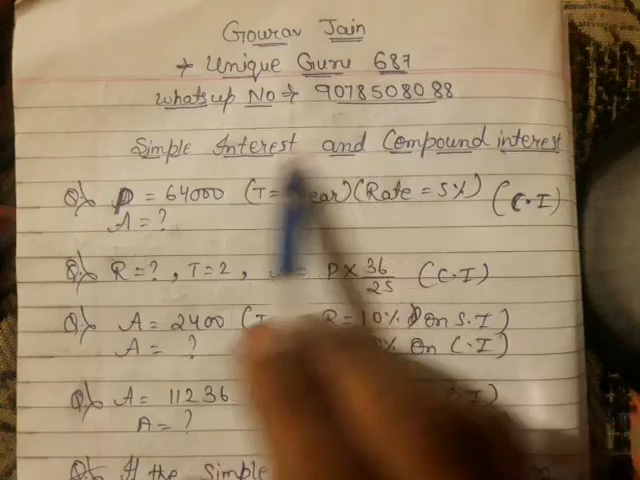 Gourav Jain
→ Unique Guru 687
Whatsup No → 9078508088
Simple Interest and Compound interest
Q. P = 64000 (T= year) (Rate = 5%) (C.I)
A = ?
Q. R = ?, T = 2, = P × 36/25 (C.I)
Q. A = 2400 ( R = 10% on S.I)
A = ? % on C.I)
Q. A = 11236 I)
A = ?
Q. If the Simple